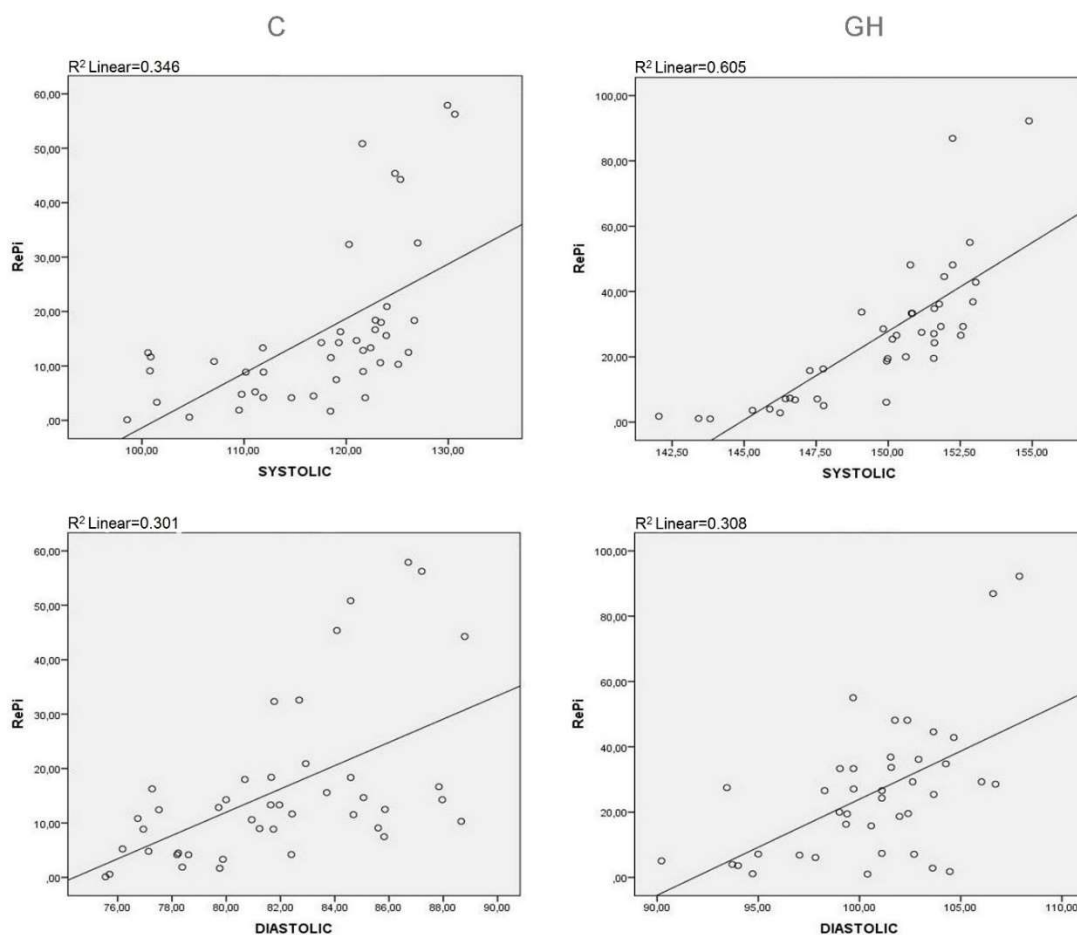 C
GH
R² Linear=0.346
R² Linear=0.605
60,00
50,00
40,00
30,00
20,00
10,00
,00
RePi
100,00 110,00 120,00 130,00
SYSTOLIC
100,00
80,00
60,00
40,00
20,00
,00
RePi
142,50 145,00 147,50 150,00 152,50 155,00
SYSTOLIC
R² Linear=0.301
R² Linear=0.308
60,00
50,00
40,00
30,00
20,00
10,00
,00
RePi
76,00 78,00 80,00 82,00 84,00 86,00 88,00 90,00
DIASTOLIC
100,00
80,00
60,00
40,00
20,00
,00
RePi
90,00 95,00 100,00 105,00 110,00
DIASTOLIC